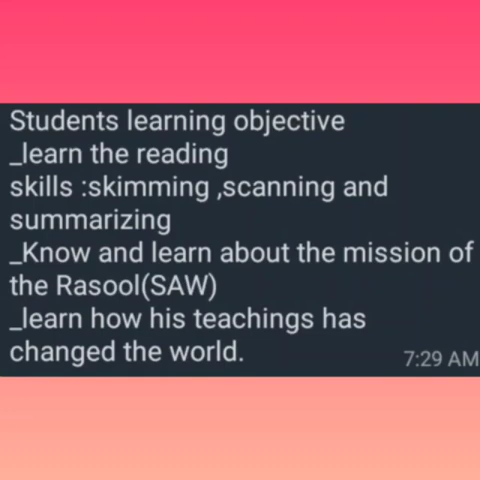 Students learning objective
_learn the reading
skills :skimming ,scanning and
summarizing
_Know and learn about the mission of
the Rasool(SAW)
_learn how his teachings has
changed the world.
7:29 AM